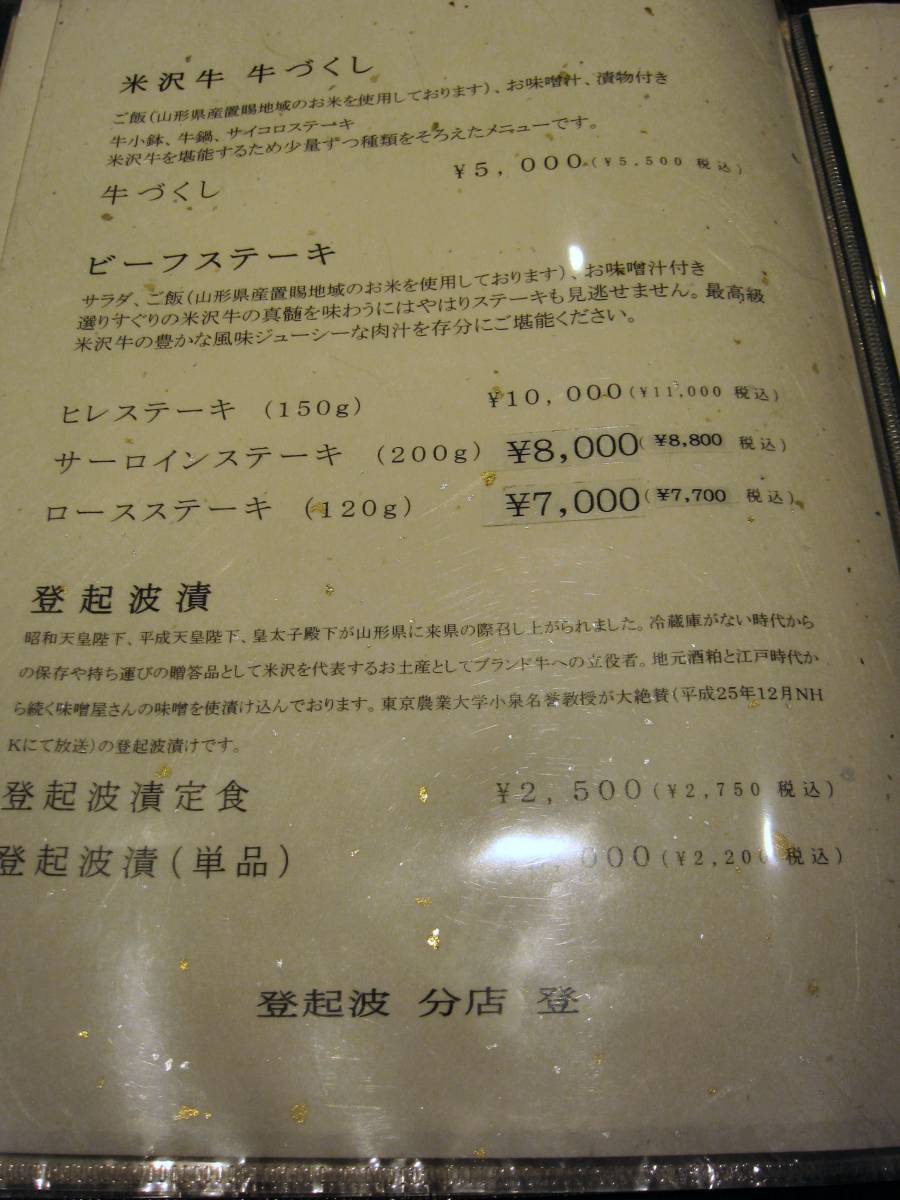 米沢牛 牛づくし
ご飯(山形県産置賜地域のお米を使用しております)、お味噌汁、漬物付き
牛小鉢、牛鍋、サイコロステーキ
米沢牛を堪能するため少量ずつ種類をそろえたメニューです。
牛づくし ¥5,000(¥5,500 税込)
ビーフステーキ
サラダ、ご飯(山形県産置賜地域のお米を使用しております)、お味噌汁付き
選りすぐりの米沢牛の真髄を味わうにはやはりステーキも見逃せません。最高級
米沢牛の豊かな風味ジューシーな肉汁を存分にご堪能ください。
ヒレステーキ (150g) ¥10,000(¥11,000 税込)
サーロインステーキ (200g) ¥8,000(¥8,800 税込)
ロースステーキ (120g) ¥7,000(¥7,700 税込)
登起波漬
昭和天皇陛下、平成天皇陛下、皇太子殿下が山形県に来県の際召し上がられました。冷蔵庫がない時代から
の保存や持ち運びの贈答品として米沢を代表するお土産としてブランド牛への立役者。地元酒粕と江戸時代か
ら続く味噌屋さんの味噌を使漬け込んでおります。東京農業大学小泉名誉教授が大絶賛(平成25年12月NH
Kにて放送)の登起波漬けです。
登起波漬定食 ¥2,500(¥2,750 税込)
登起波漬(単品) 000(¥2,200 税込)
登起波 分店 登